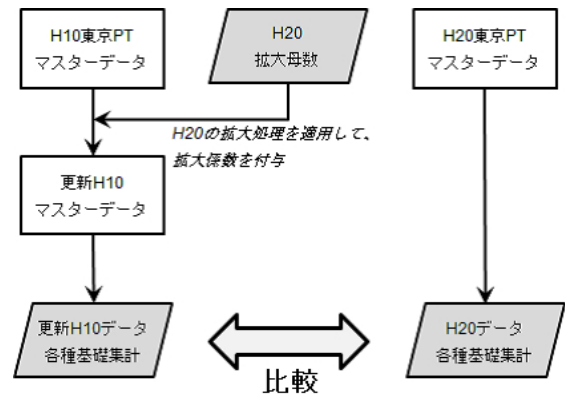 H10東京PT
マスターデータ
H20
拡大母数
H20東京PT
マスターデータ
H20の拡大処理を適用して、
拡大係数を付与
更新H10
マスターデータ
更新H10データ
各種基礎集計
H20データ
各種基礎集計
比較